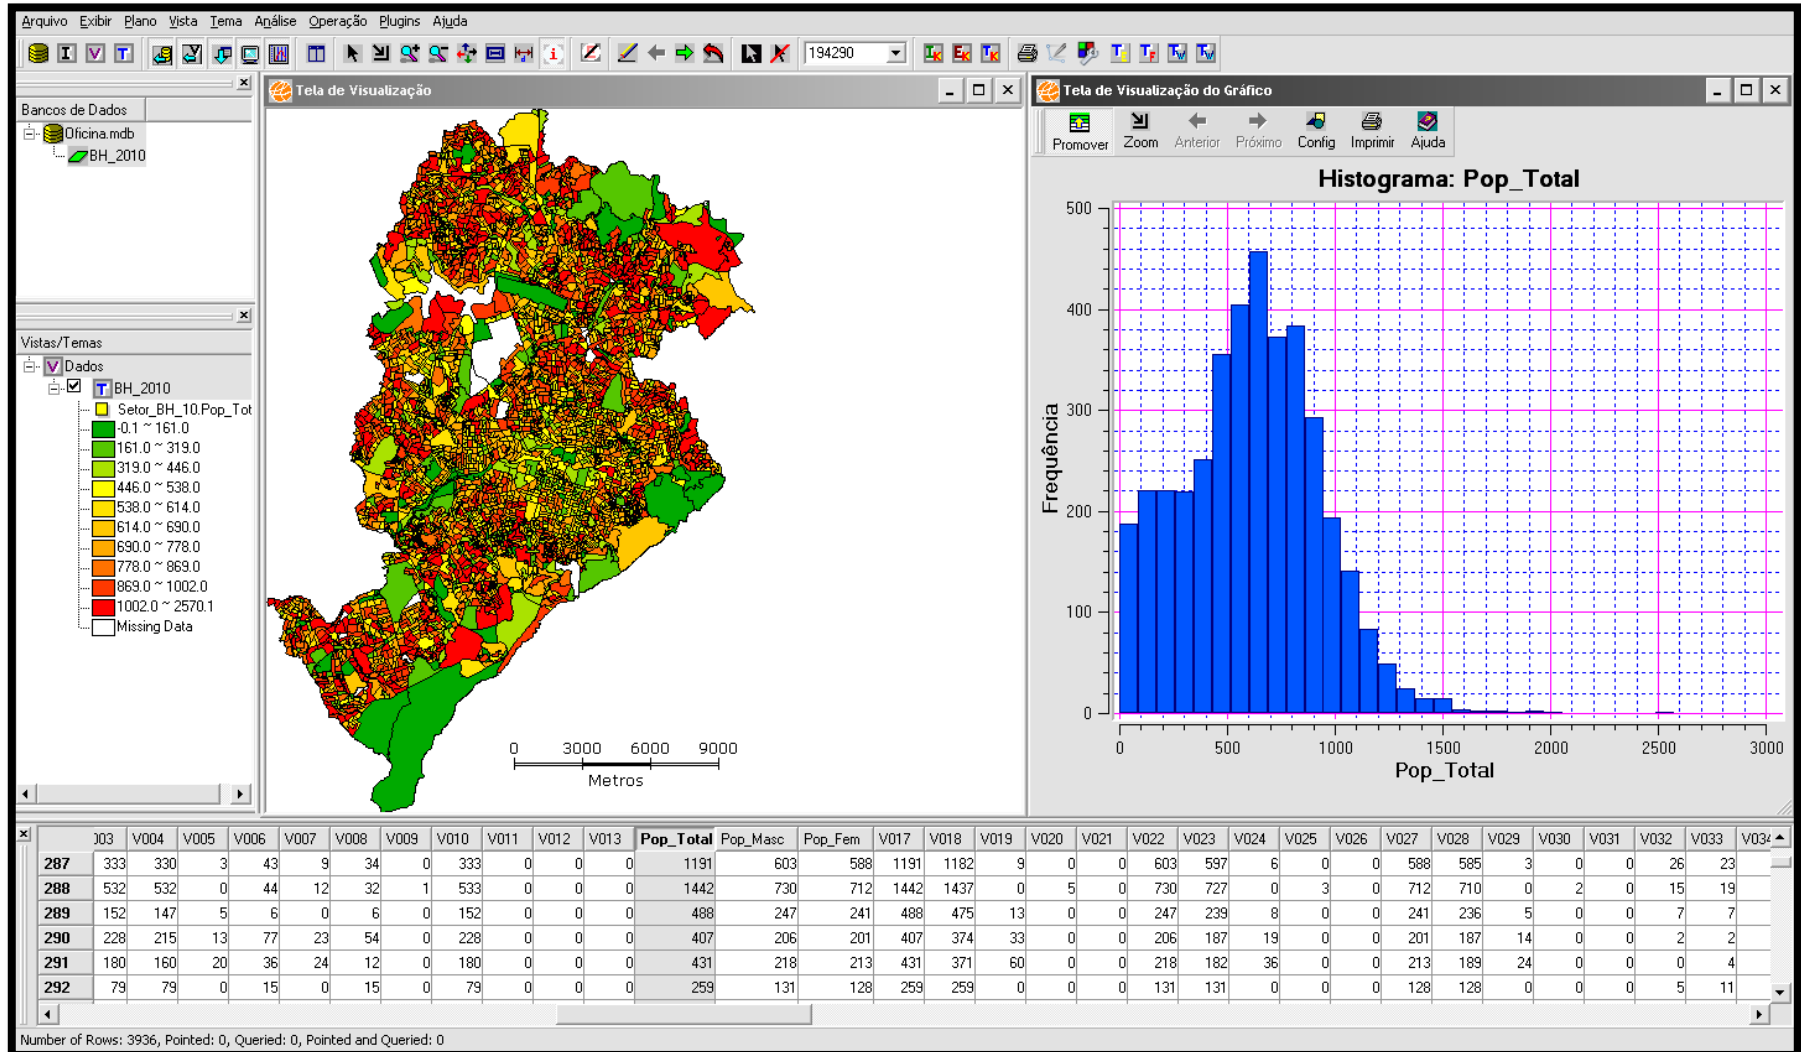 Arquivo Exibir Plano Vista Tema Análise Operação Plugins Ajuda
I V T 194290 IK EK TK
Bancos de Dados
Oficina.mdb
BH_2010
Vistas/Temas
V Dados
T BH_2010
Setor_BH_10.Pop_Tot
-0.1 ~ 161.0
161.0 ~ 319.0
319.0 ~ 446.0
446.0 ~ 538.0
538.0 ~ 614.0
614.0 ~ 690.0
690.0 ~ 778.0
778.0 ~ 869.0
869.0 ~ 1002.0
1002.0 ~ 2570.1
Missing Data
Tela de Visualização
0 3000 6000 9000
Metros
Tela de Visualização do Gráfico
Promover Zoom Anterior Próximo Config Imprimir Ajuda
Histograma: Pop_Total
Frequência
500
400
300
200
100
0
0 500 1000 1500 2000 2500 3000
Pop_Total
003 V004 V005 V006 V007 V008 V009 V010 V011 V012 V013 Pop_Total Pop_Masc Pop_Fem V017 V018 V019 V020 V021 V022 V023 V024 V025 V026 V027 V028 V029 V030 V031 V032 V033 V034
287 333 330 3 43 9 34 0 333 0 0 0 1191 603 588 1191 1182 9 0 0 603 597 6 0 0 588 585 3 0 0 26 23
288 532 532 0 44 12 32 1 533 0 0 0 1442 730 712 1442 1437 0 5 0 730 727 0 3 0 712 710 0 2 0 15 19
289 152 147 5 6 0 6 0 152 0 0 0 488 247 241 488 475 13 0 0 247 239 8 0 0 241 236 5 0 0 7 7
290 228 215 13 77 23 54 0 228 0 0 0 407 206 201 407 374 33 0 0 206 187 19 0 0 201 187 14 0 0 2 2
291 180 160 20 36 24 12 0 180 0 0 0 431 218 213 431 371 60 0 0 218 182 36 0 0 213 189 24 0 0 0 4
292 79 79 0 15 0 15 0 79 0 0 0 259 131 128 259 259 0 0 0 131 131 0 0 0 128 128 0 0 0 5 11
Number of Rows: 3936, Pointed: 0, Queried: 0, Pointed and Queried: 0